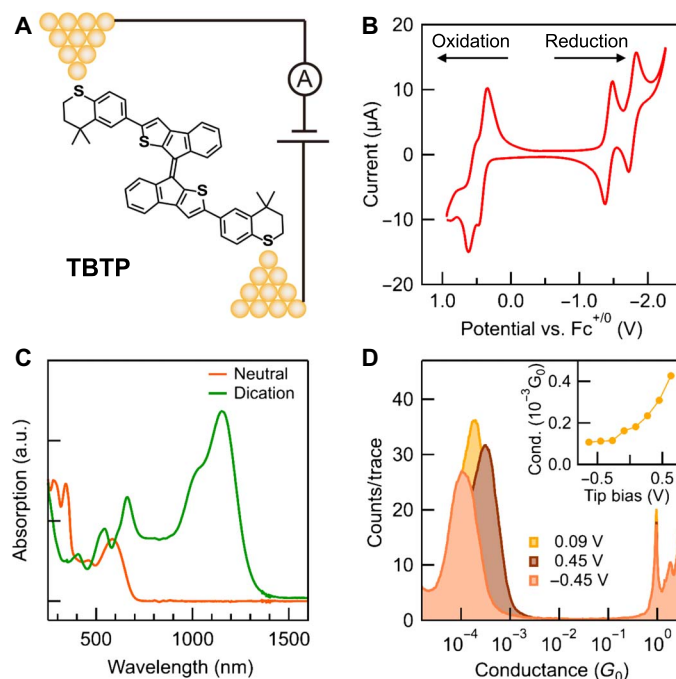 A
A
S
S
S
S
TBTP
B
Oxidation
Reduction
20
10
0
−10
−20
Current (μA)
1.0
0.0
−1.0
−2.0
Potential vs. Fc+/0 (V)
C
Neutral
Dication
Absorption (a.u.)
500
1000
1500
Wavelength (nm)
D
40
30
20
10
0
Counts/trace
0.4
0.2
0.0
Cond. (10−3G0)
−0.5
0.5
Tip bias (V)
0.09 V
0.45 V
−0.45 V
10−4
10−3
10−2
10−1
100
Conductance (G0)